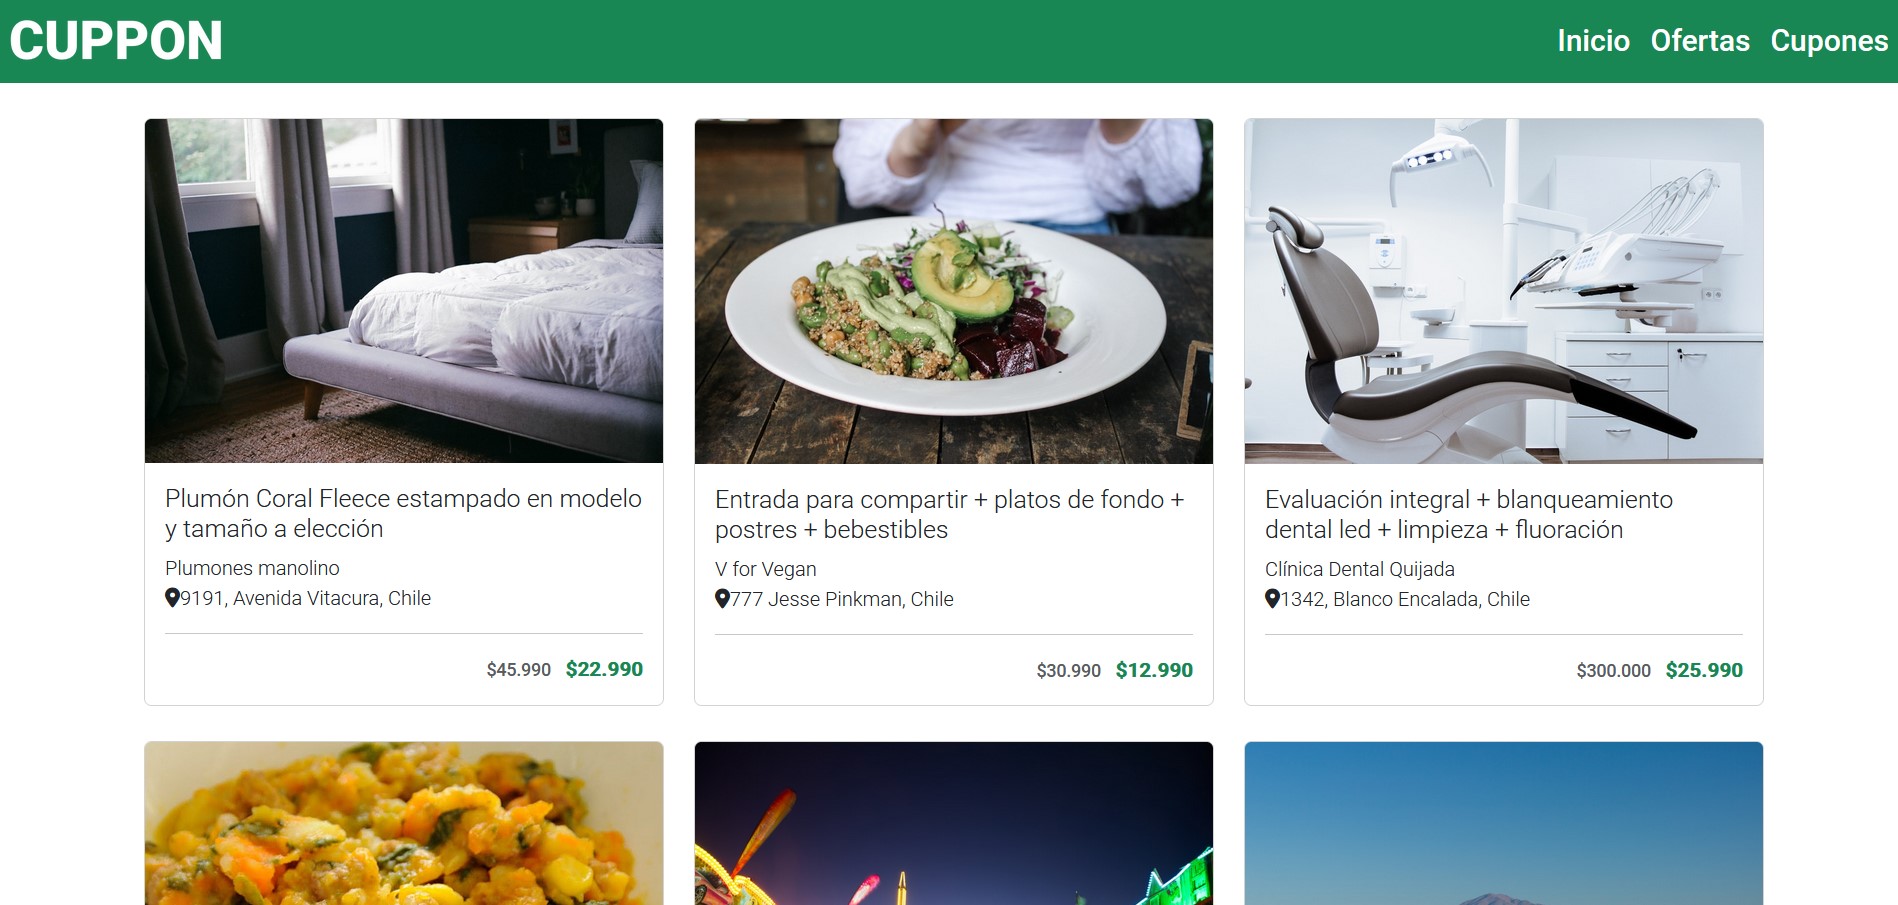 CUPPON
Inicio Ofertas Cupones
Plumón Coral Fleece estampado en modelo
y tamaño a elección
Plumones manolino
9191, Avenida Vitacura, Chile
$45.990 $22.990
Entrada para compartir + platos de fondo +
postres + bebestibles
V for Vegan
777 Jesse Pinkman, Chile
$30.990 $12.990
Evaluación integral + blanqueamiento
dental led + limpieza + fluoración
Clínica Dental Quijada
1342, Blanco Encalada, Chile
$300.000 $25.990